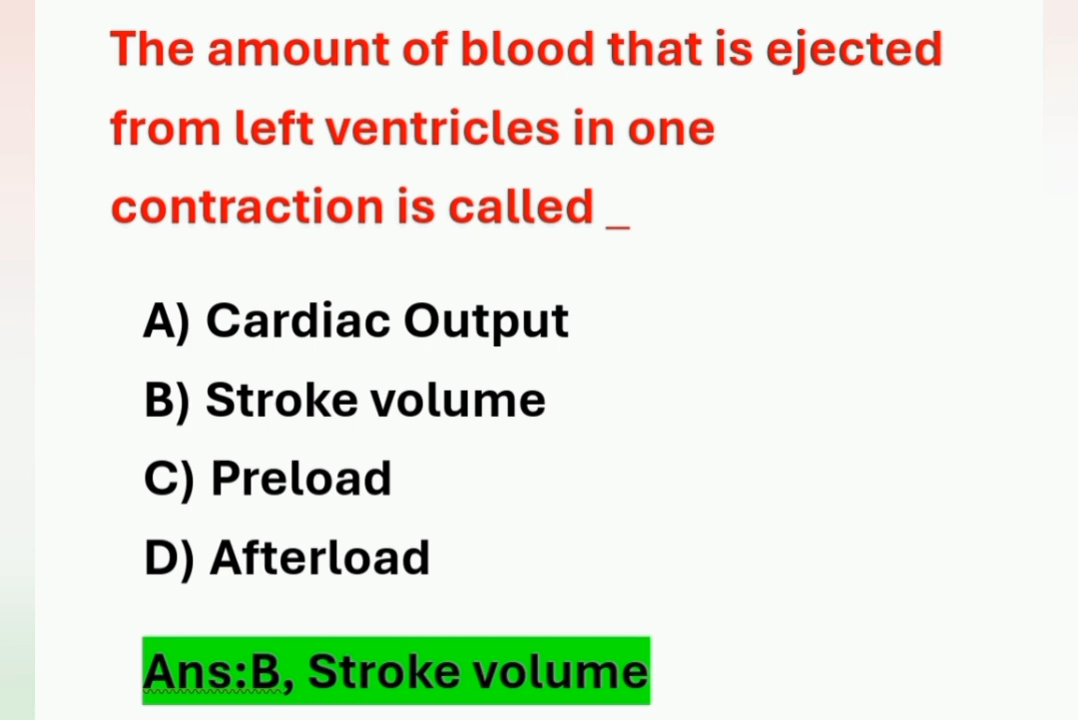 The amount of blood that is ejected
from left ventricles in one
contraction is called _
A) Cardiac Output
B) Stroke volume
C) Preload
D) Afterload
Ans:B, Stroke volume